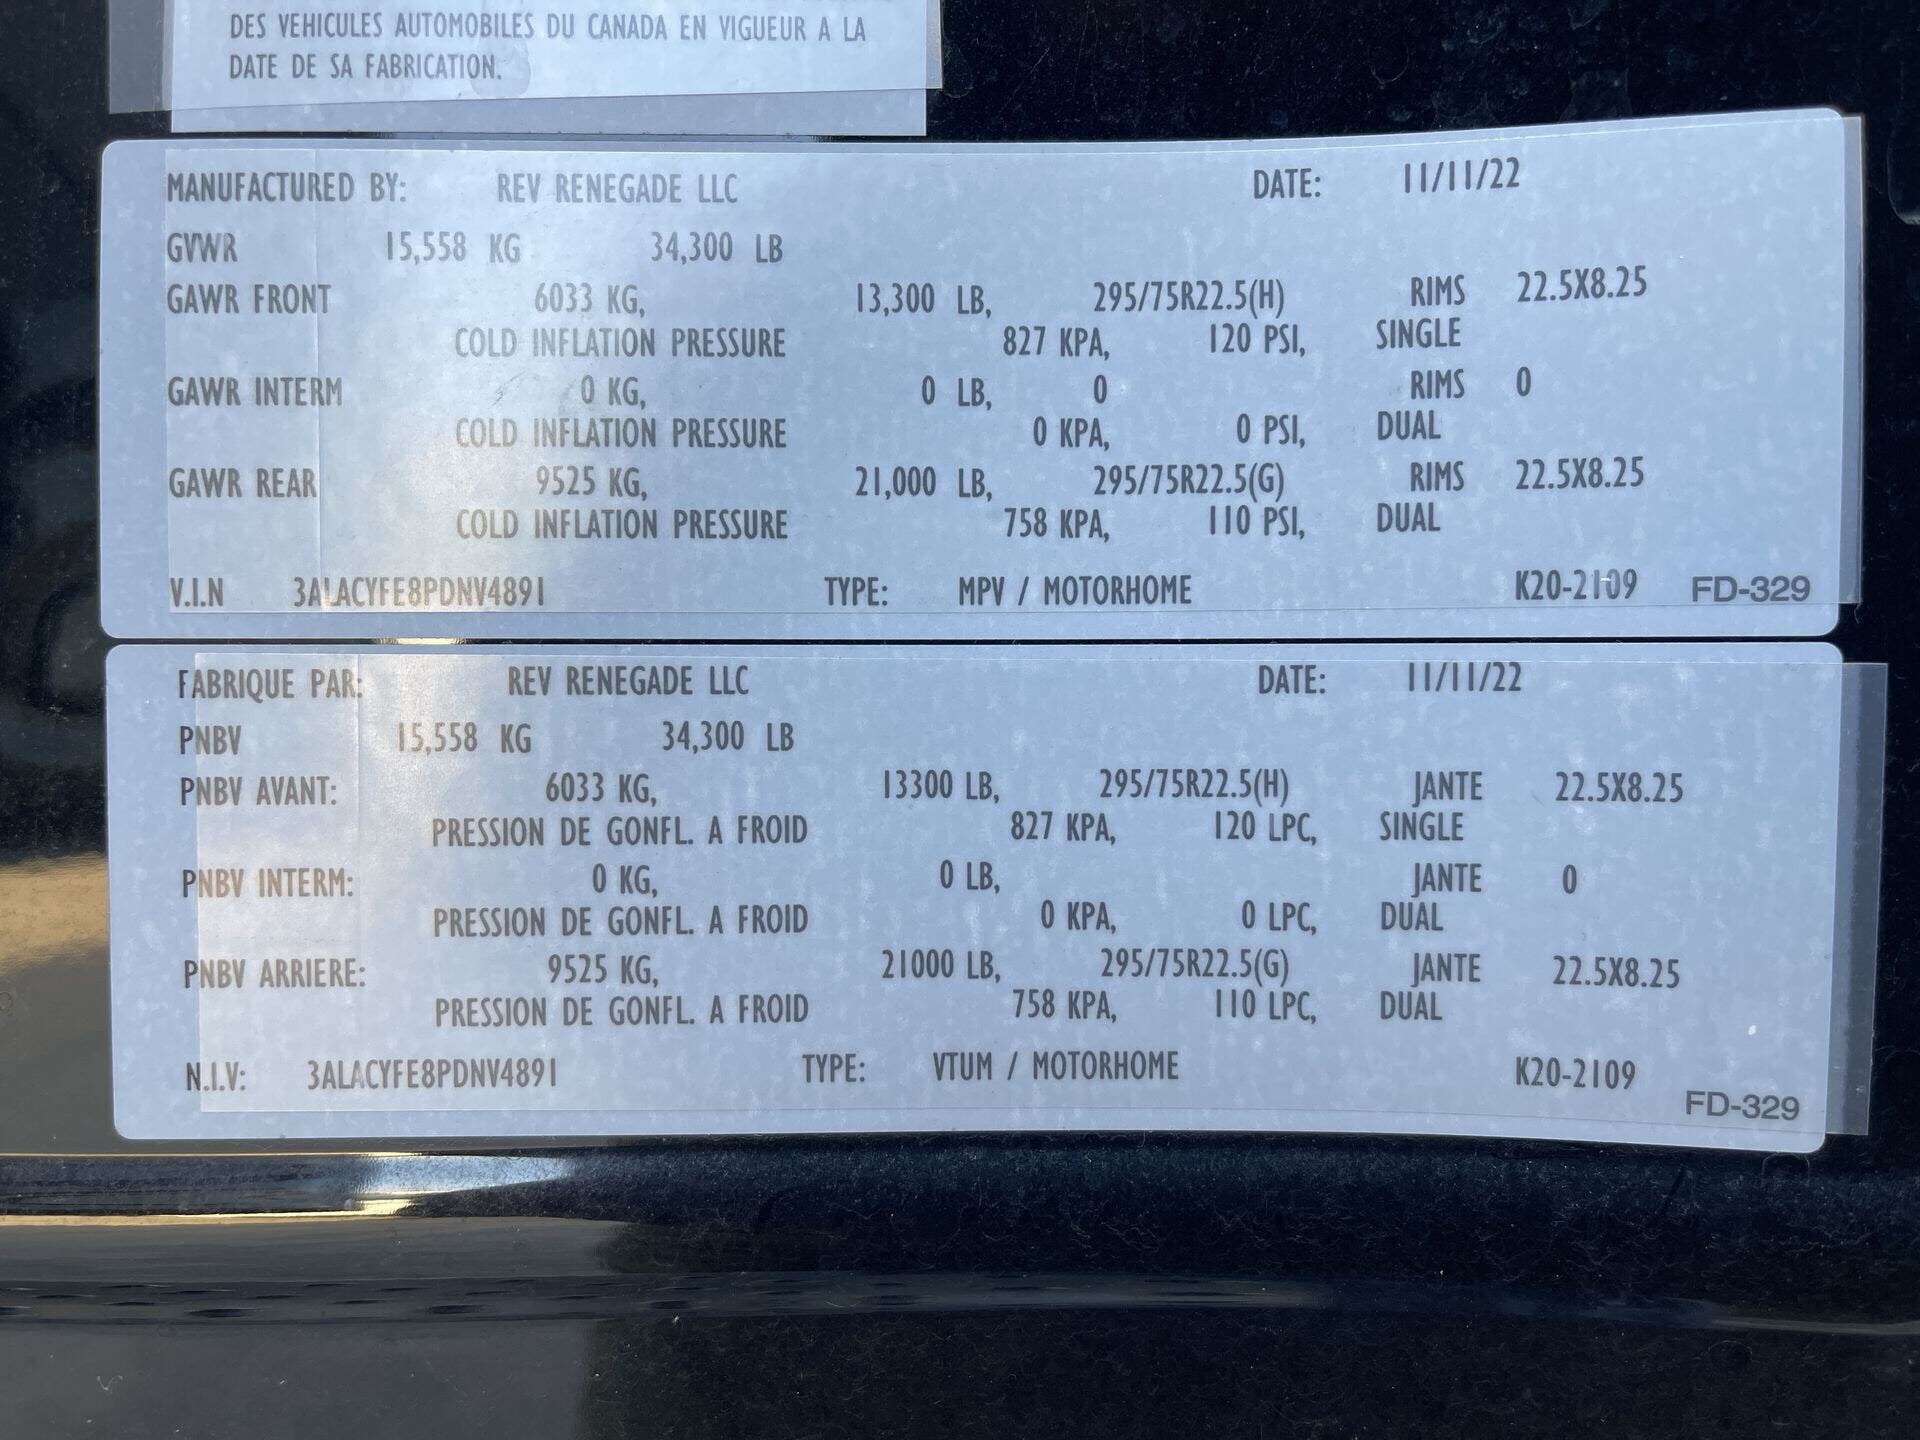 DES VEHICULES AUTOMOBILES DU CANADA EN VIGUEUR A LA
DATE DE SA FABRICATION.
MANUFACTURED BY: REV RENEGADE LLC DATE: 11/11/22
GVWR 15,558 KG 34,300 LB
GAWR FRONT 6033 KG, 13,300 LB, 295/75R22.5(H) RIMS 22.5X8.25
COLD INFLATION PRESSURE 827 KPA, 120 PSI, SINGLE
GAWR INTERM 0 KG, 0 LB, 0 RIMS 0
COLD INFLATION PRESSURE 0 KPA, 0 PSI, DUAL
GAWR REAR 9525 KG, 21,000 LB, 295/75R22.5(G) RIMS 22.5X8.25
COLD INFLATION PRESSURE 758 KPA, 110 PSI, DUAL
V.I.N 3ALACYFE8PDNV4891 TYPE: MPV / MOTORHOME K20-2109 FD-329
FABRIQUE PAR: REV RENEGADE LLC DATE: 11/11/22
PNBV 15,558 KG 34,300 LB
PNBV AVANT: 6033 KG, 13300 LB, 295/75R22.5(H) JANTE 22.5X8.25
PRESSION DE GONFL. A FROID 827 KPA, 120 LPC, SINGLE
PNBV INTERM: 0 KG, 0 LB, JANTE 0
PRESSION DE GONFL. A FROID 0 KPA, 0 LPC, DUAL
PNBV ARRIERE: 9525 KG, 21000 LB, 295/75R22.5(G) JANTE 22.5X8.25
PRESSION DE GONFL. A FROID 758 KPA, 110 LPC, DUAL
N.I.V: 3ALACYFE8PDNV4891 TYPE: VTUM / MOTORHOME K20-2109
FD-329